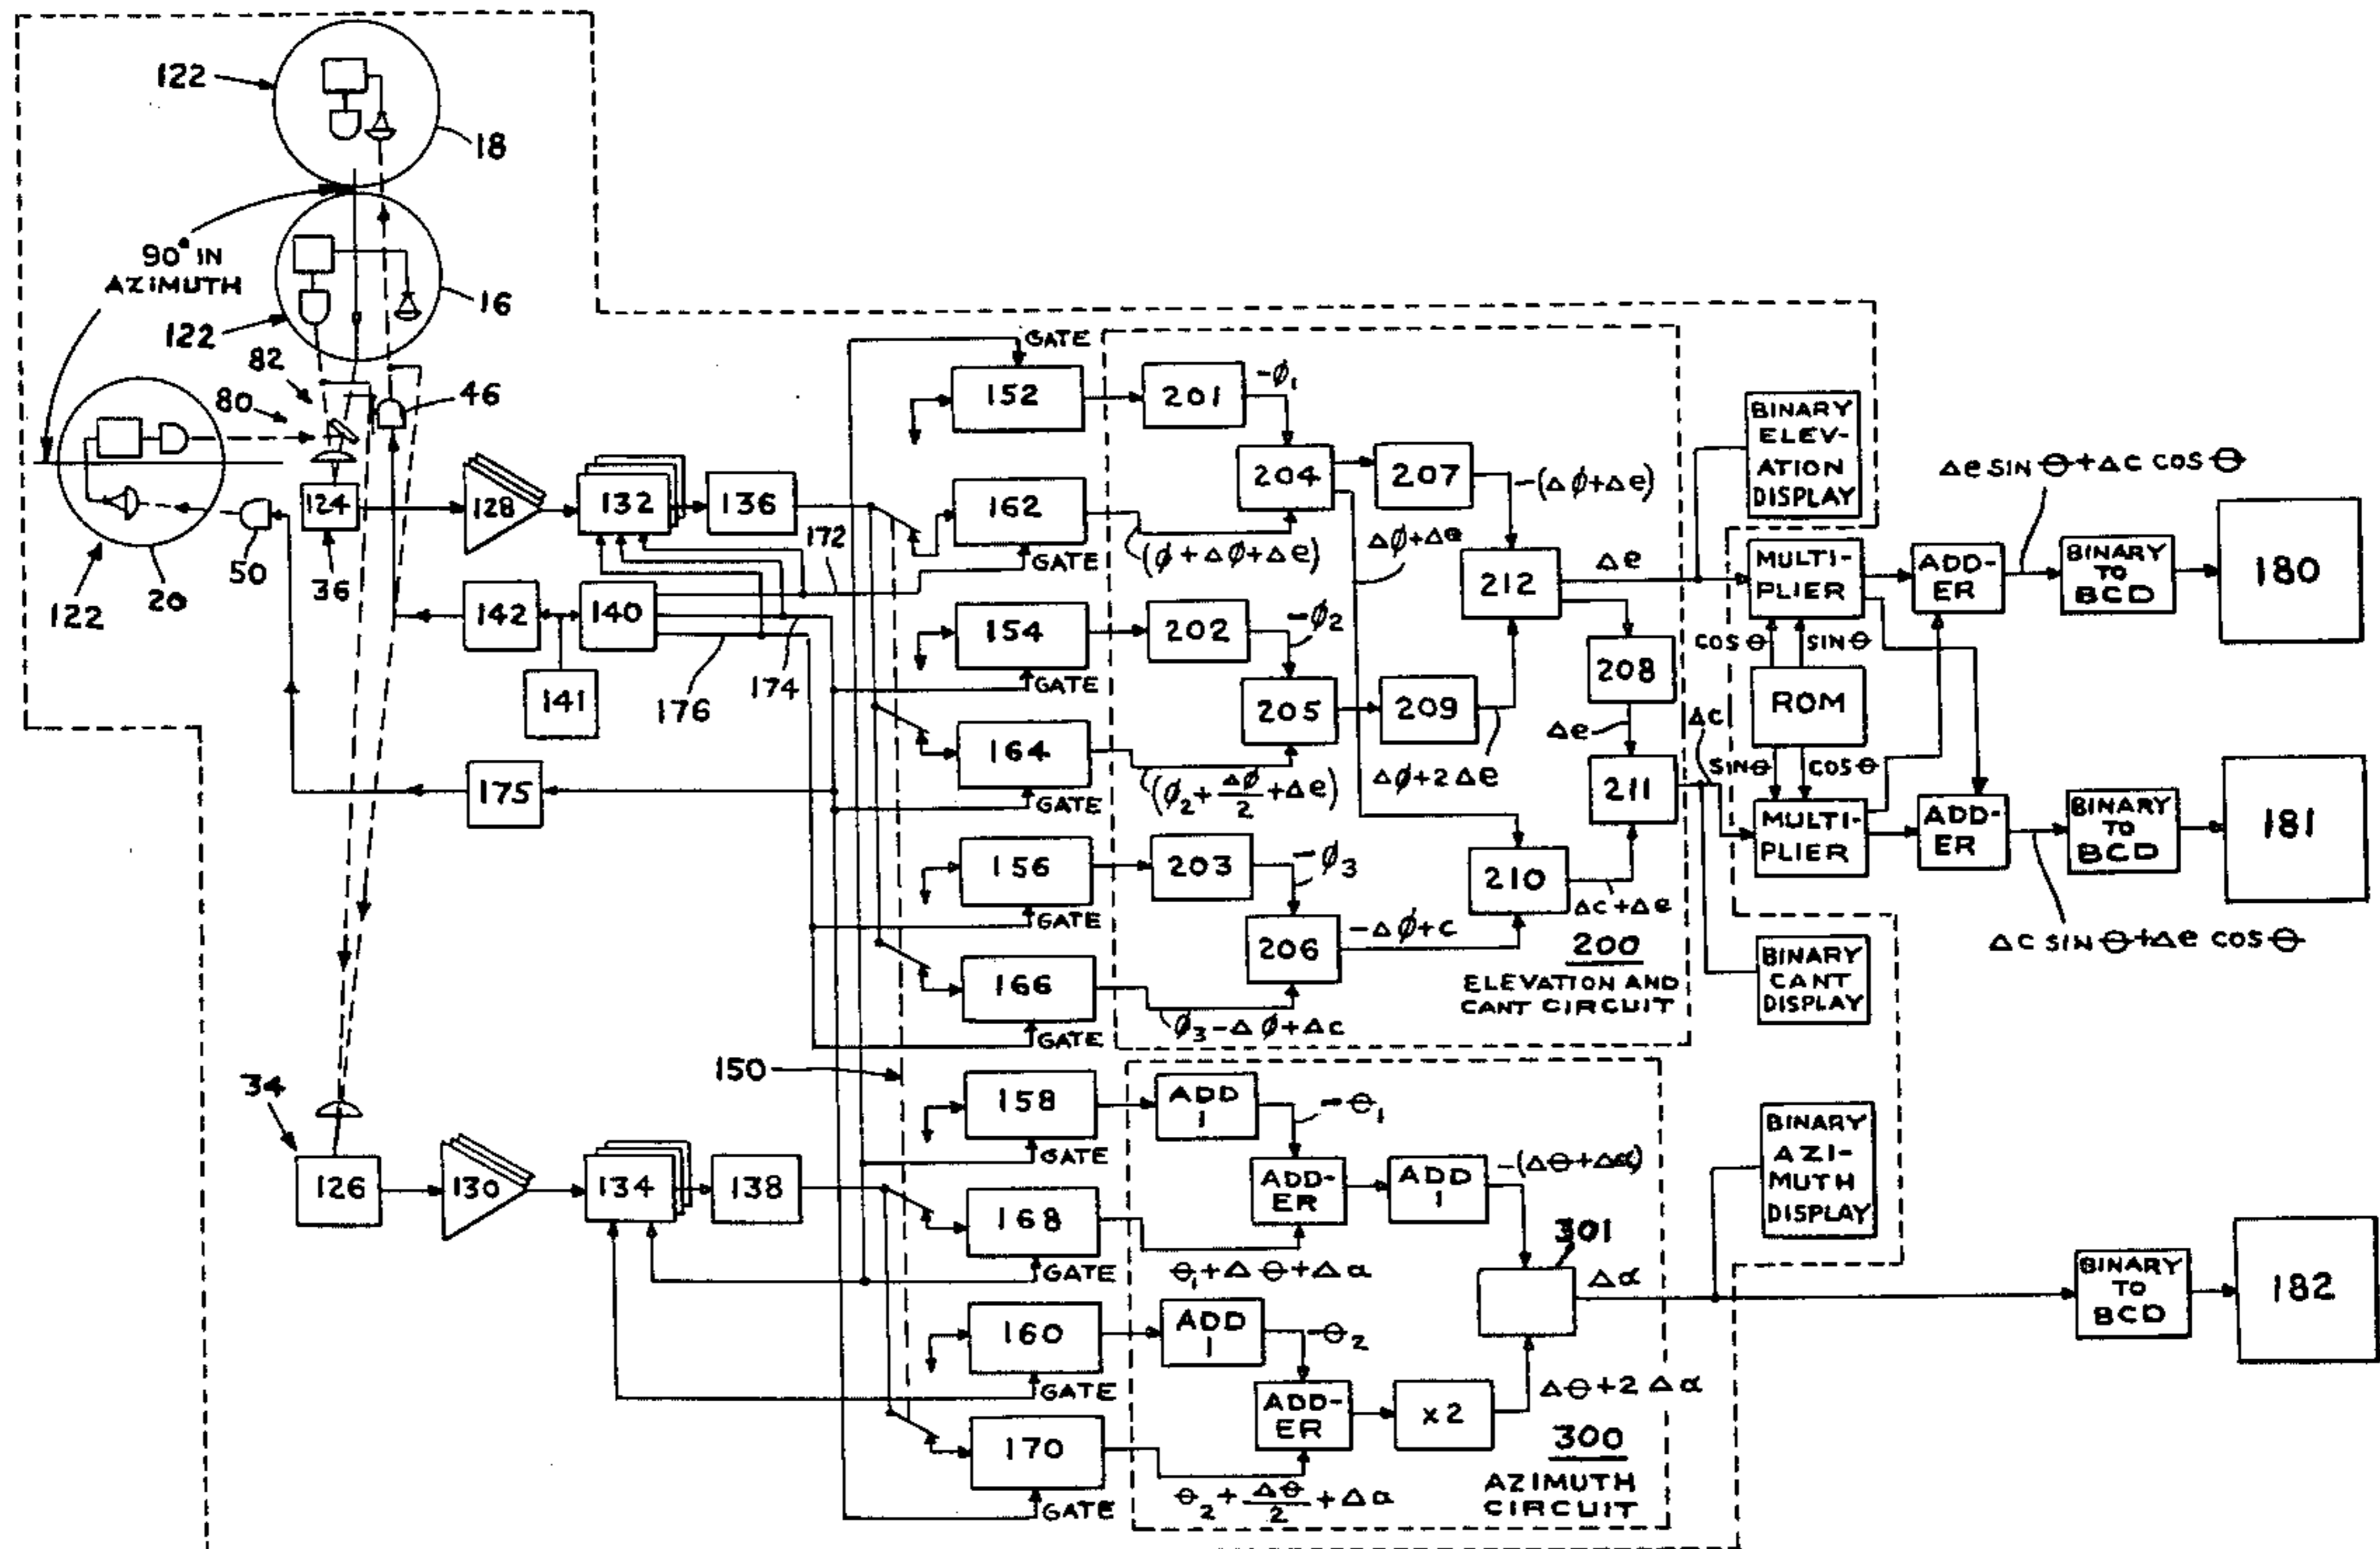 122
18
90° IN
AZIMUTH
16
122
82
80
46
20
122
50
124
36
128
132
136
172
142
140
141
174
176
175
GATE
152
162
GATE
154
GATE
164
GATE
156
GATE
166
GATE
150
201
-ϕ₁
204
207
-(Δϕ+Δe)
(ϕ+Δϕ+Δe)
Δϕ+Δe
212
Δe
202
-ϕ₂
205
209
208
Δe
Δϕ+2Δe
(ϕ₂+Δϕ/2+Δe)
211
Δc
203
-ϕ₃
206
-Δϕ+c
210
Δc+Δe
ϕ₃-Δϕ+Δc
200
ELEVATION AND
CANT CIRCUIT
BINARY
ELEV-
ATION
DISPLAY
MULTI-
PLIER
COS θ
SIN θ
ROM
SIN θ
COS θ
MULTI-
PLIER
ADD-
ER
Δe SIN θ+Δc COS θ
BINARY
TO
BCD
180
ADD-
ER
BINARY
TO
BCD
181
Δc SIN θ+Δe COS θ
BINARY
CANT
DISPLAY
34
126
130
134
138
158
GATE
168
GATE
160
GATE
170
GATE
ADD
1
-θ₁
ADD-
ER
ADD
1
-(Δθ+Δα)
θ₁+Δθ+Δα
301
Δα
ADD
1
-θ₂
ADD-
ER
x2
Δθ+2Δα
θ₂+Δθ/2+Δα
300
AZIMUTH
CIRCUIT
BINARY
AZI-
MUTH
DISPLAY
BINARY
TO
BCD
182